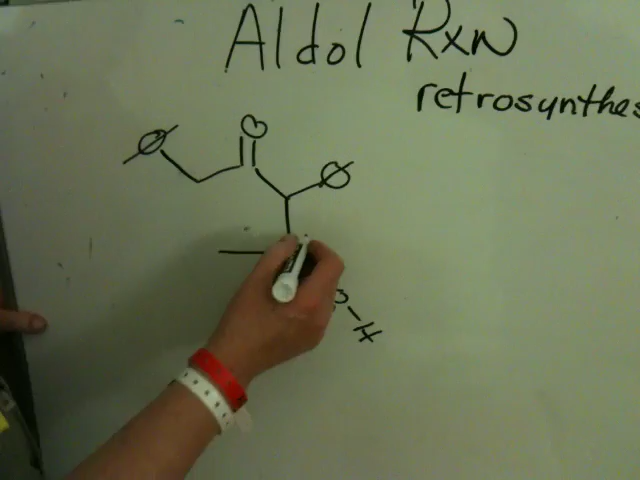 Aldol Rxn
retrosynthes
O
Ø
Ø
O-H